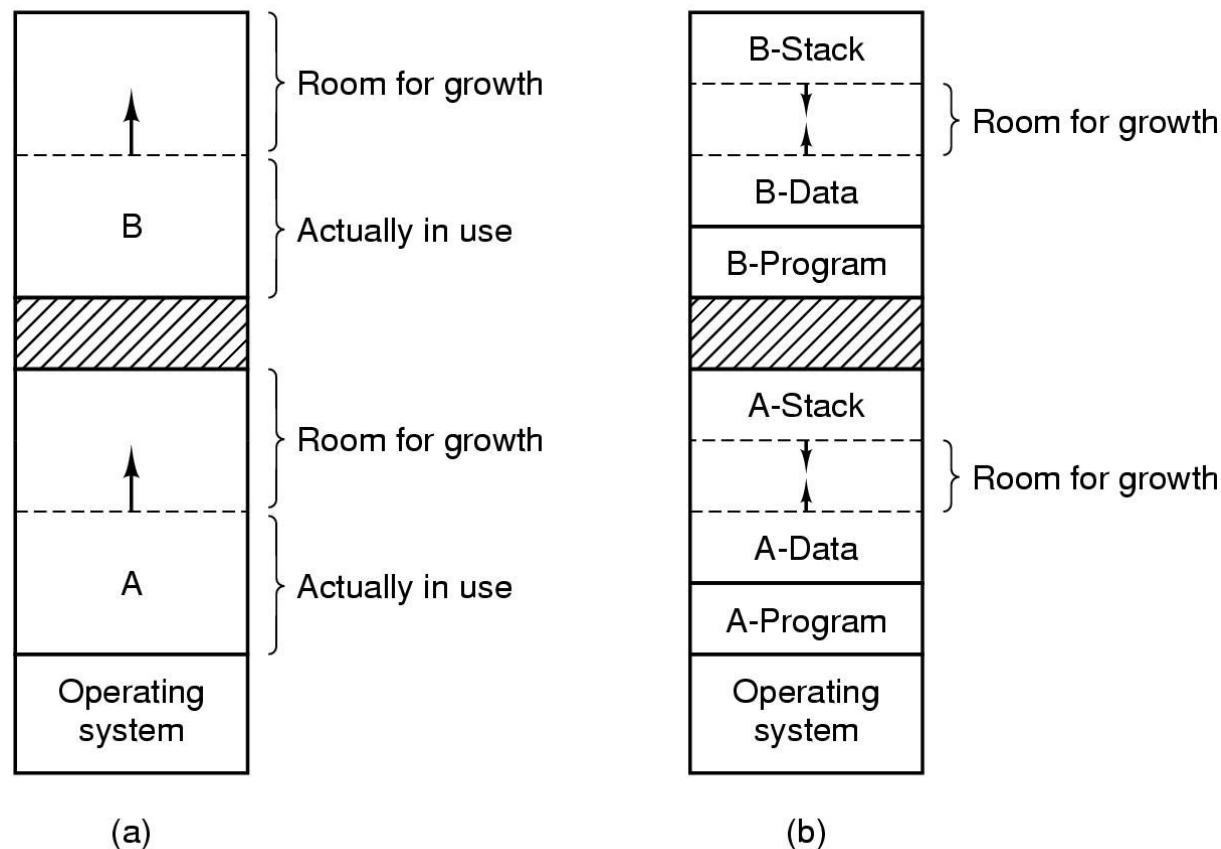 Room for growth
B
Actually in use
Room for growth
A
Actually in use
Operating
system
(a)
B-Stack
Room for growth
B-Data
B-Program
A-Stack
Room for growth
A-Data
A-Program
Operating
system
(b)